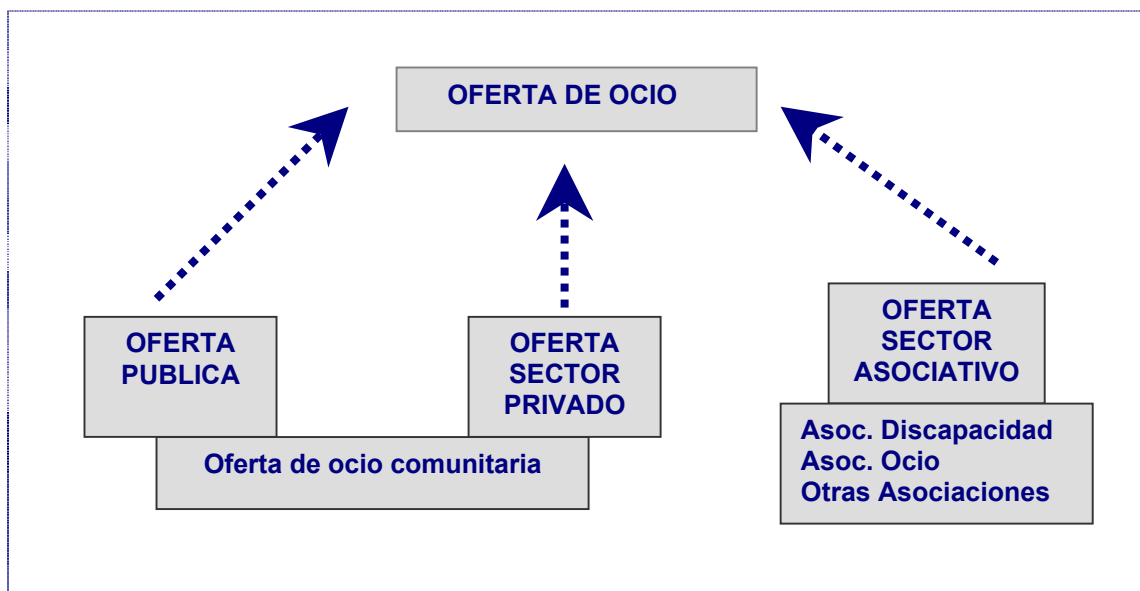 OFERTA DE OCIO
OFERTA
PUBLICA
OFERTA
SECTOR
PRIVADO
Oferta de ocio comunitaria
OFERTA
SECTOR
ASOCIATIVO
Asoc. Discapacidad
Asoc. Ocio
Otras Asociaciones